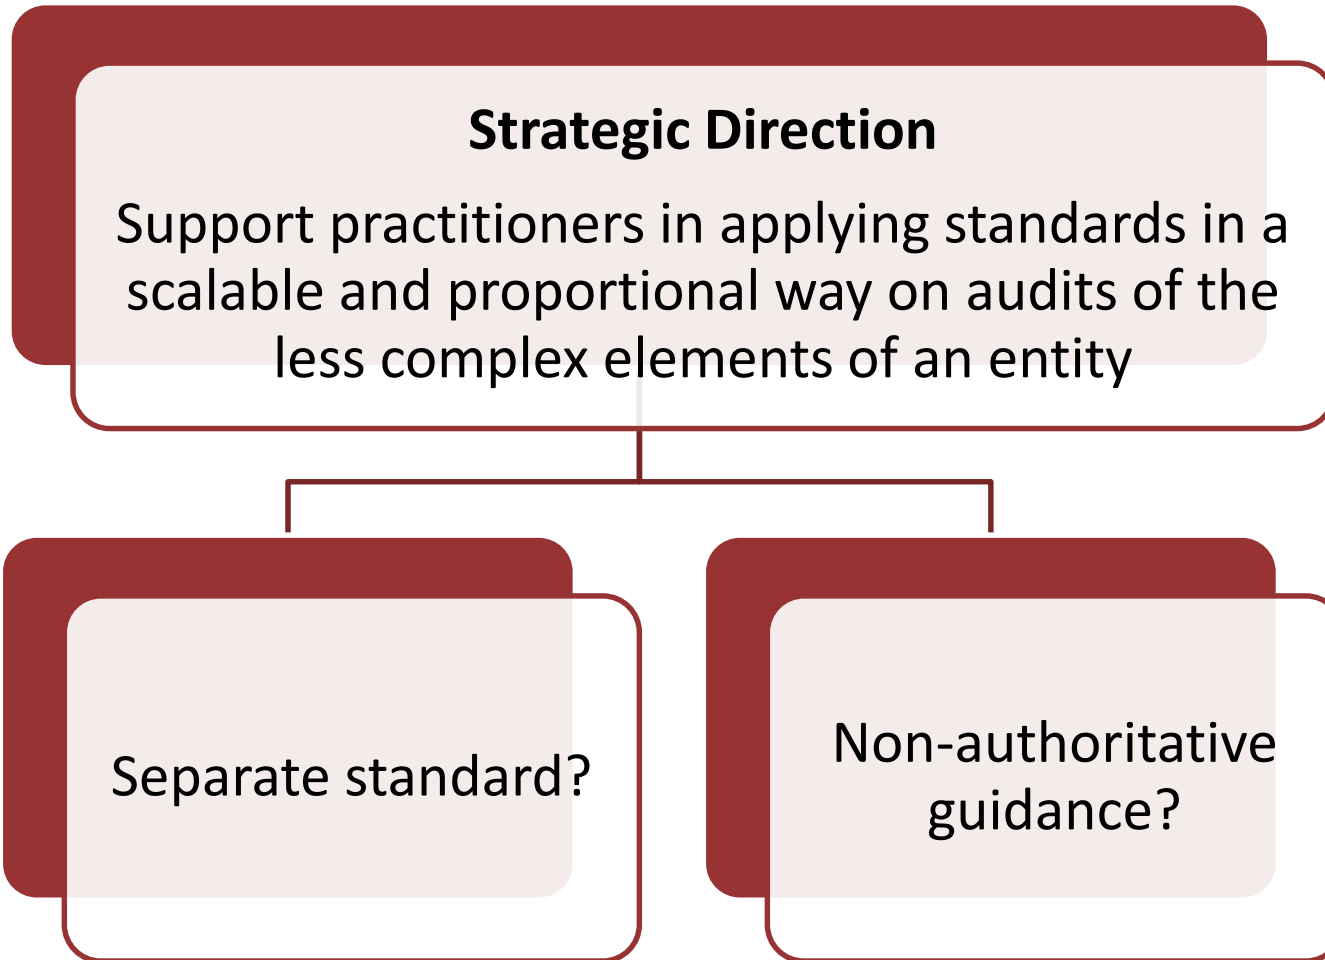 Strategic Direction
Support practitioners in applying standards in a
scalable and proportional way on audits of the
less complex elements of an entity
Separate standard?
Non-authoritative
guidance?